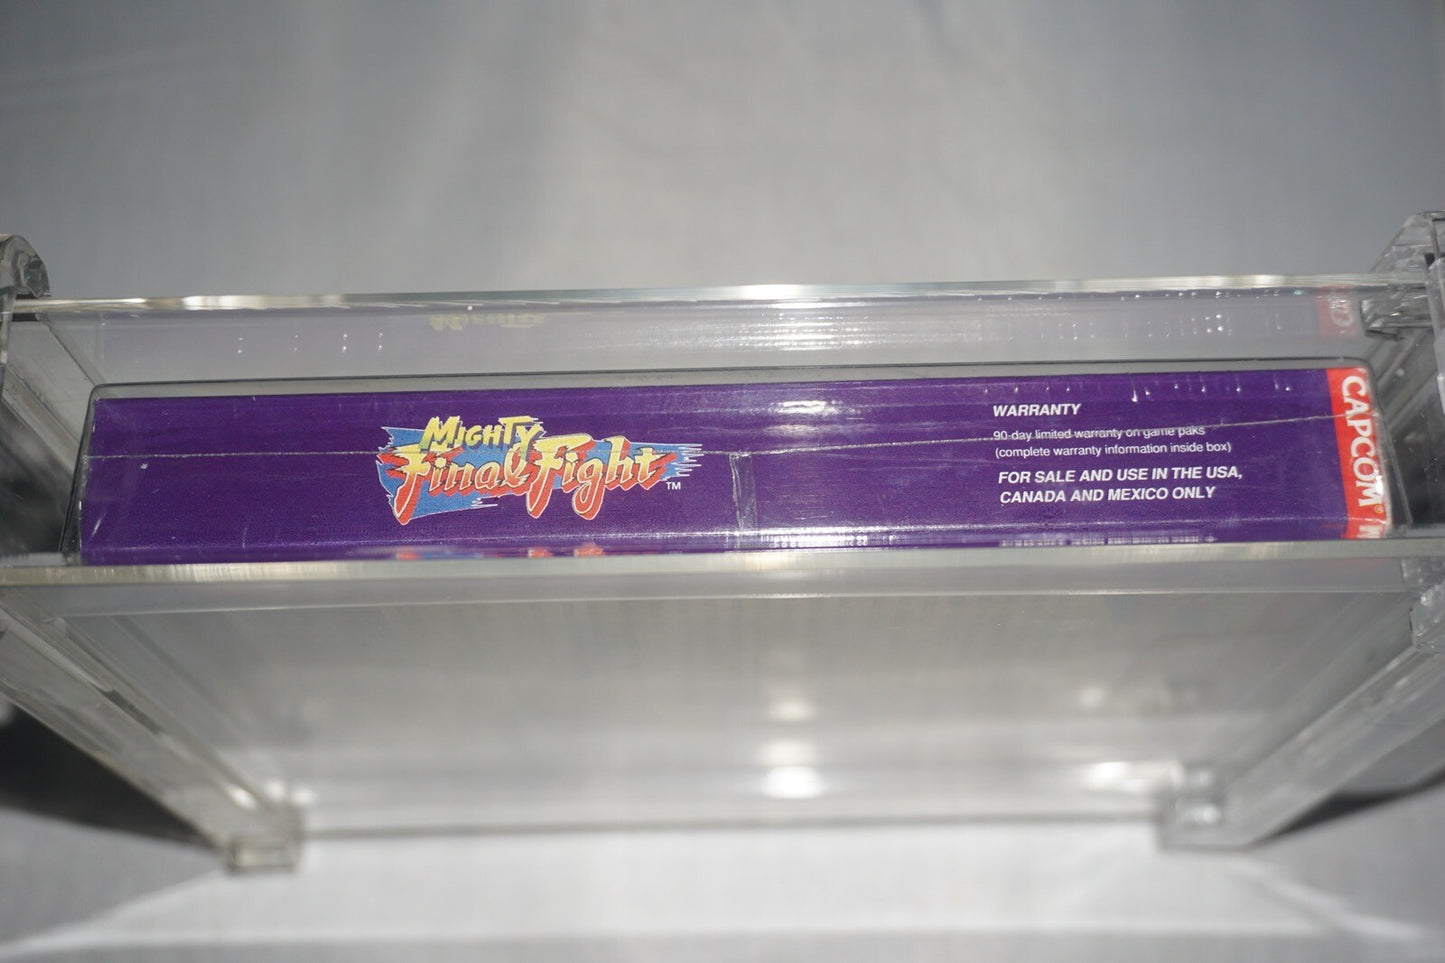 MIGHTY
Final Fight
TM
WARRANTY
90-day limited warranty on game paks
(complete warranty information inside box)
FOR SALE AND USE IN THE USA,
CANADA AND MEXICO ONLY
CAPCOM®